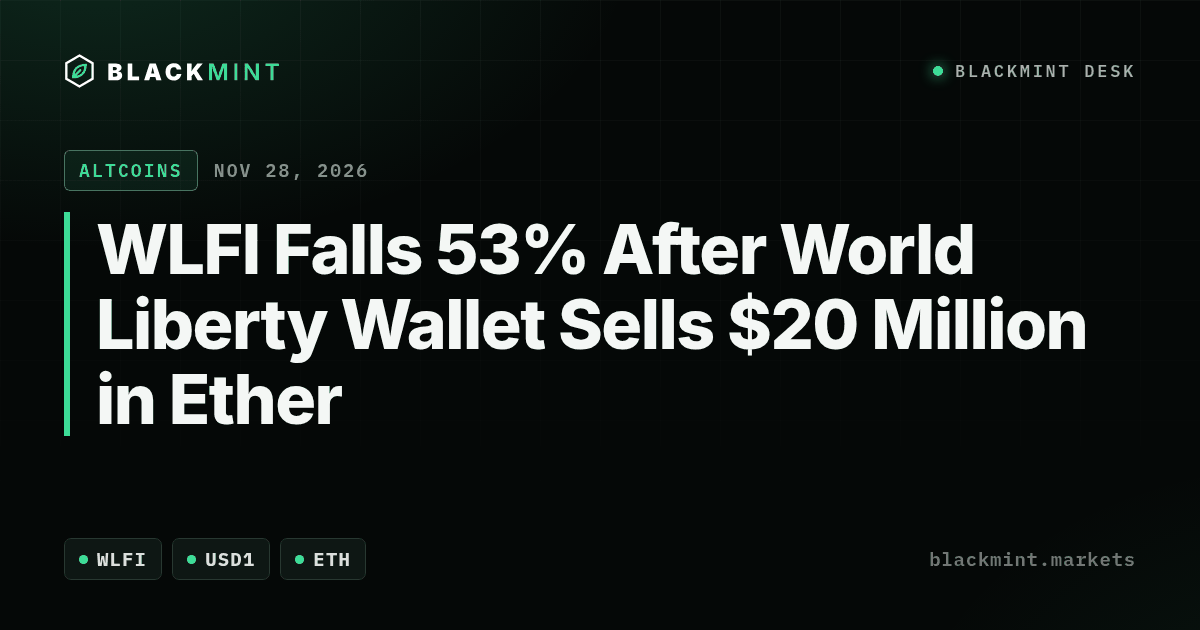 BLACKMINT
BLACKMINT DESK
ALTCOINS
NOV 28, 2026
WLFI Falls 53% After World
Liberty Wallet Sells $20 Million
in Ether
WLFI
USD1
ETH
blackmint.markets